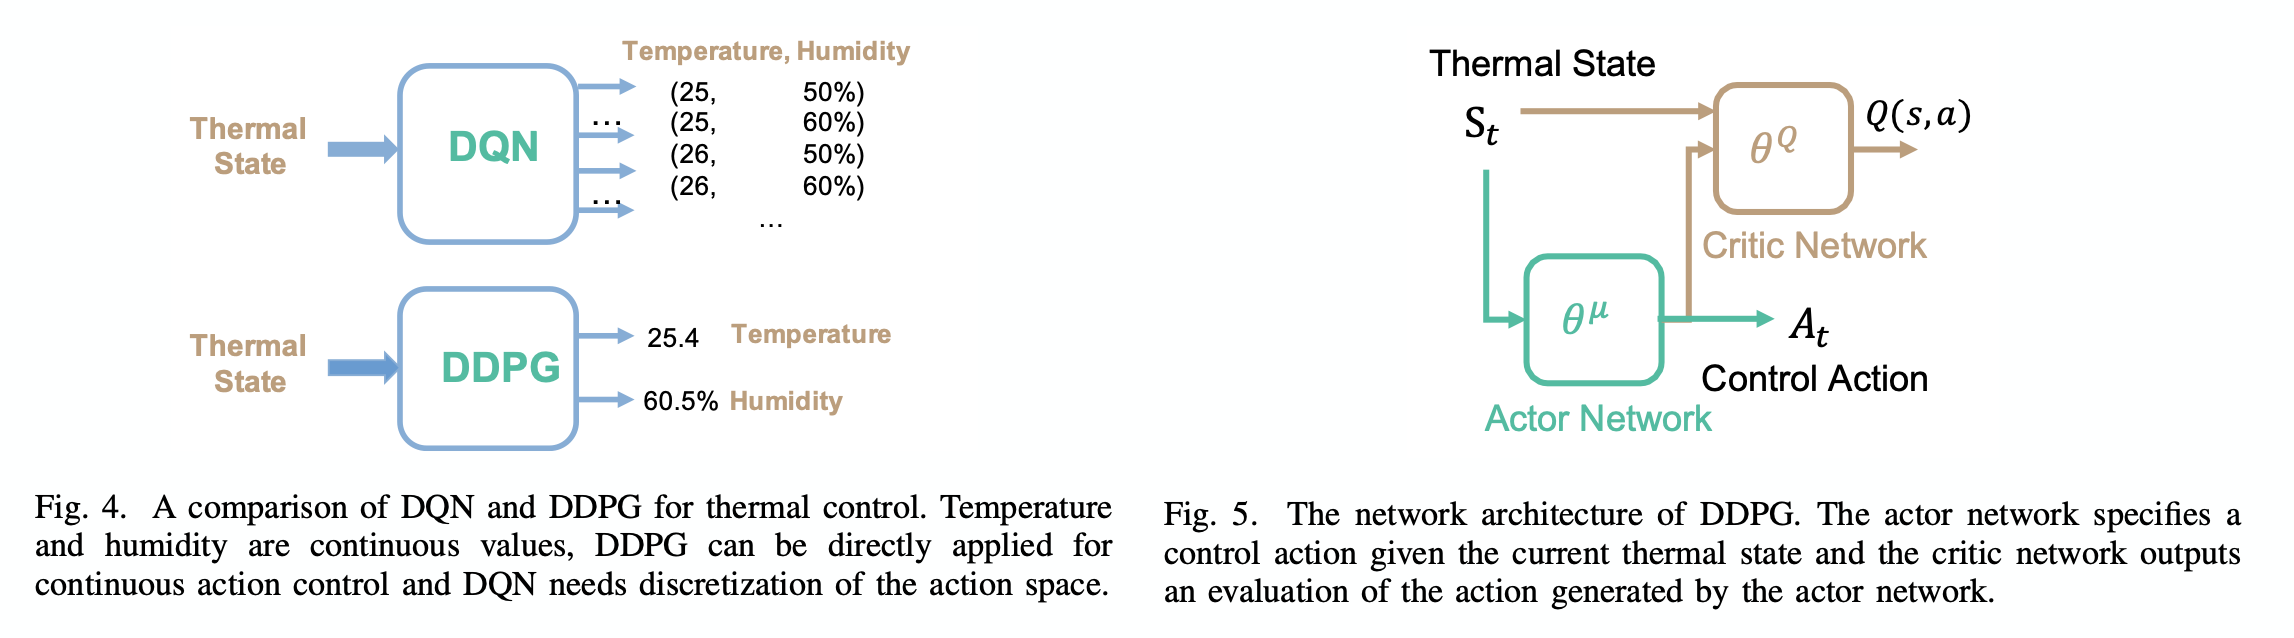 Temperature, Humidity
Thermal
State
DQN
(25, 50%)
... (25, 60%)
(26, 50%)
(26, 60%)
...
...
Thermal
State
DDPG
25.4 Temperature
60.5% Humidity
Fig. 4. A comparison of DQN and DDPG for thermal control. Temperature
and humidity are continuous values, DDPG can be directly applied for
continuous action control and DQN needs discretization of the action space.
Thermal State
S_t
θ^Q
Q(s,a)
Critic Network
θ^μ
A_t
Control Action
Actor Network
Fig. 5. The network architecture of DDPG. The actor network specifies a
control action given the current thermal state and the critic network outputs
an evaluation of the action generated by the actor network.